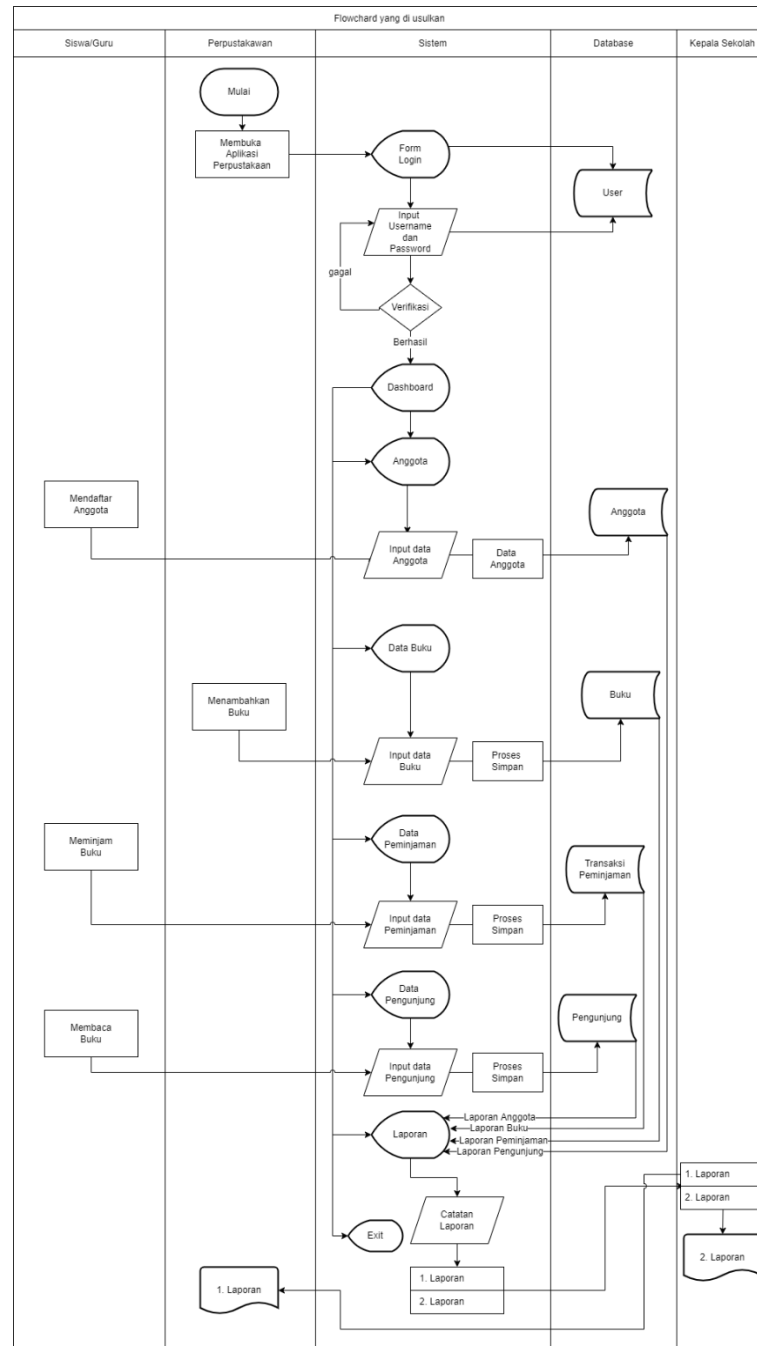 Flowchard yang di usulkan
Siswa/Guru
Perpustakawan
Sistem
Database
Kepala Sekolah
Mulai
Membuka
Aplikasi
Perpustakaan
Form
Login
User
Input
Username
dan
Password
gagal
Verifikasi
Berhasil
Dashboard
Anggota
Mendaftar
Anggota
Input data
Anggota
Data
Anggota
Anggota
Data Buku
Menambahkan
Buku
Input data
Buku
Proses
Simpan
Buku
Data
Peminjaman
Meminjam
Buku
Input data
Peminjaman
Proses
Simpan
Transaksi
Peminjaman
Data
Pengunjung
Membaca
Buku
Input data
Pengunjung
Proses
Simpan
Pengunjung
Laporan
Laporan Anggota
Laporan Buku
Laporan Peminjaman
Laporan Pengunjung
Catatan
Laporan
Exit
1. Laporan
2. Laporan
1. Laporan
2. Laporan
2. Laporan
1. Laporan